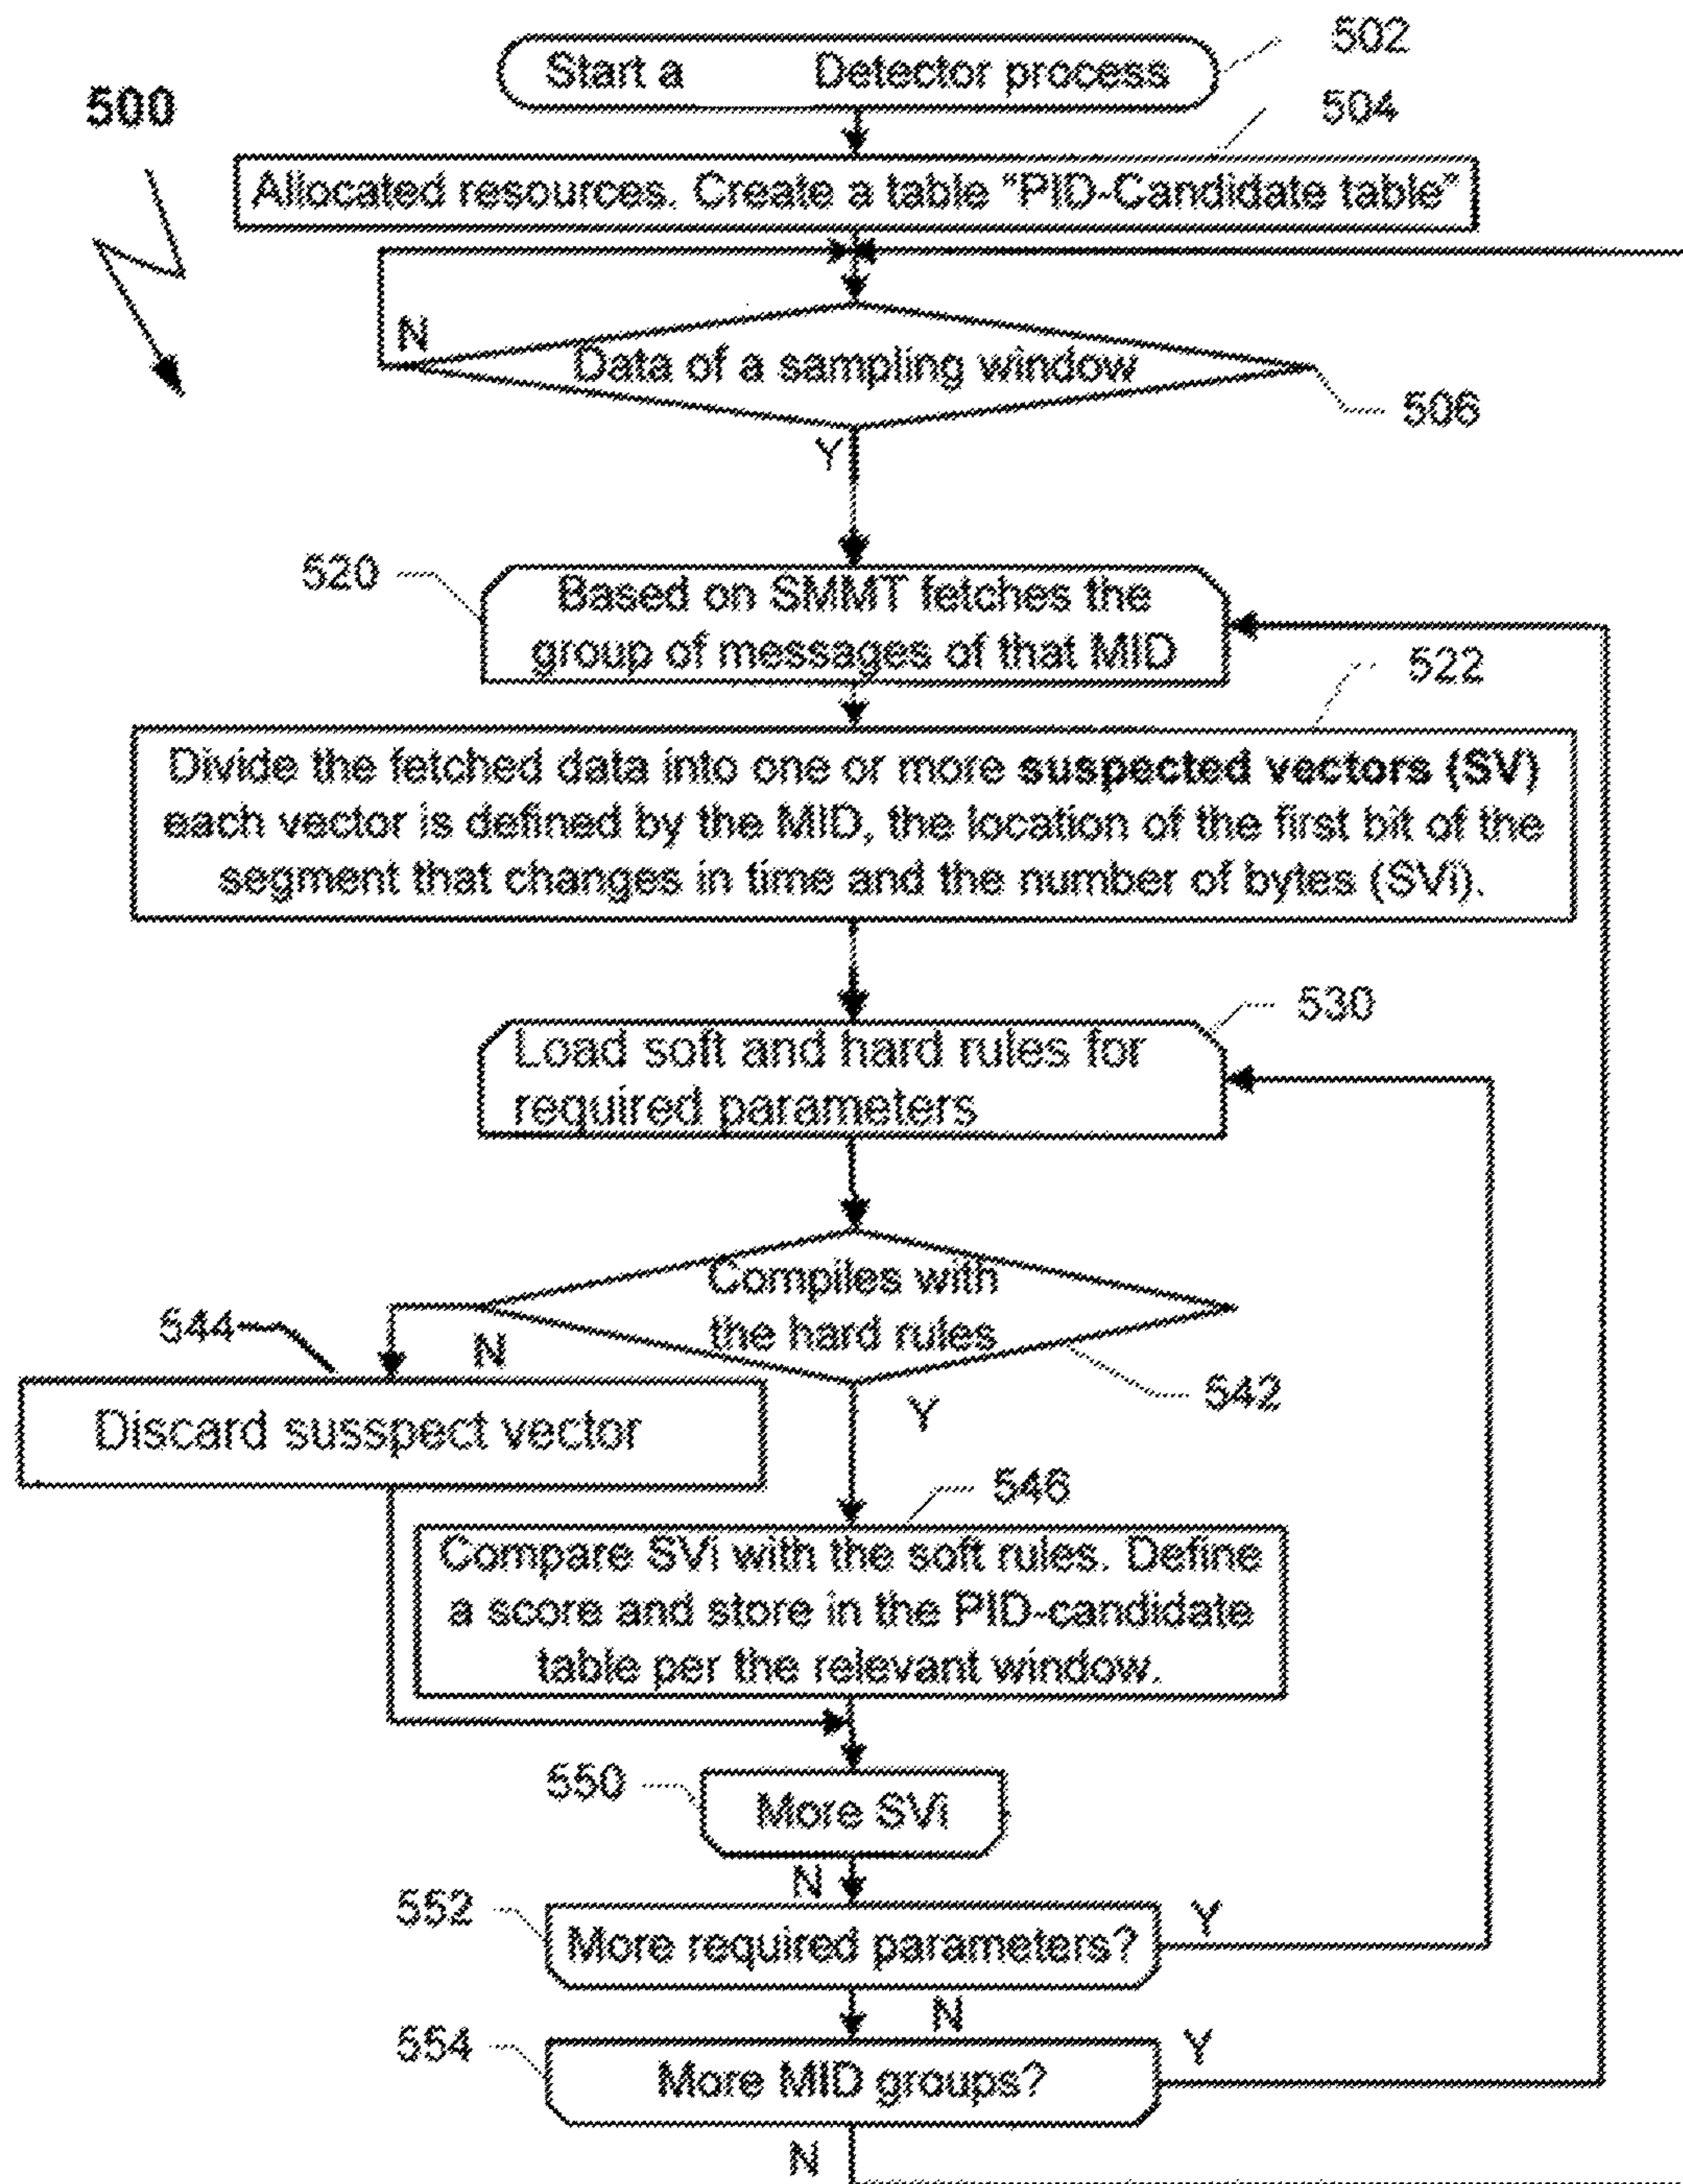 502
Start a Detector process
500
504
Allocated resources. Create a table "PID-Candidate table"
N
Data of a sampling window
506
Y
520
Based on SMMT fetches the
group of messages of that MID
522
Divide the fetched data into one or more suspected vectors (SV)
each vector is defined by the MID, the location of the first bit of the
segment that changes in time and the number of bytes (SVi).
530
Load soft and hard rules for
required parameters
Compiles with
the hard rules
544
N
542
Y
Discard susspect vector
546
Compare SVi with the soft rules. Define
a score and store in the PID-candidate
table per the relevant window.
550
More SVi
N
552
More required parameters?
Y
N
554
More MID groups?
Y
N